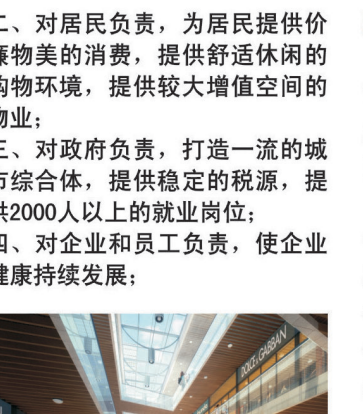 二、对居民负责，为居民提供价
廉物美的消费，提供舒适休闲的
购物环境，提供较大增值空间的
物业；
三、对政府负责，打造一流的城
市综合体，提供稳定的税源，提
供2000人以上的就业岗位；
四、对企业和员工负责，使企业
健康持续发展；
DOLCE & GABBAN